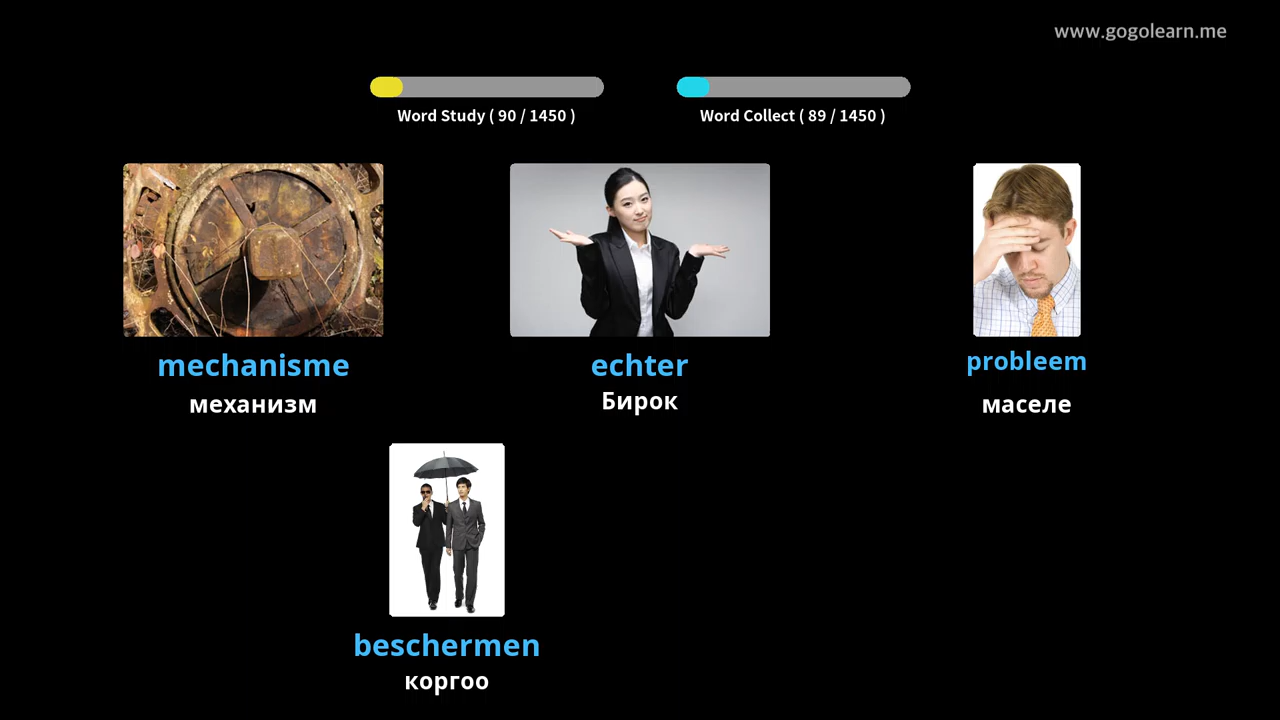 www.gogolearn.me
Word Study ( 90 / 1450 )
Word Collect ( 89 / 1450 )
mechanisme
механизм
echter
Бирок
probleem
маселе
beschermen
коргоо